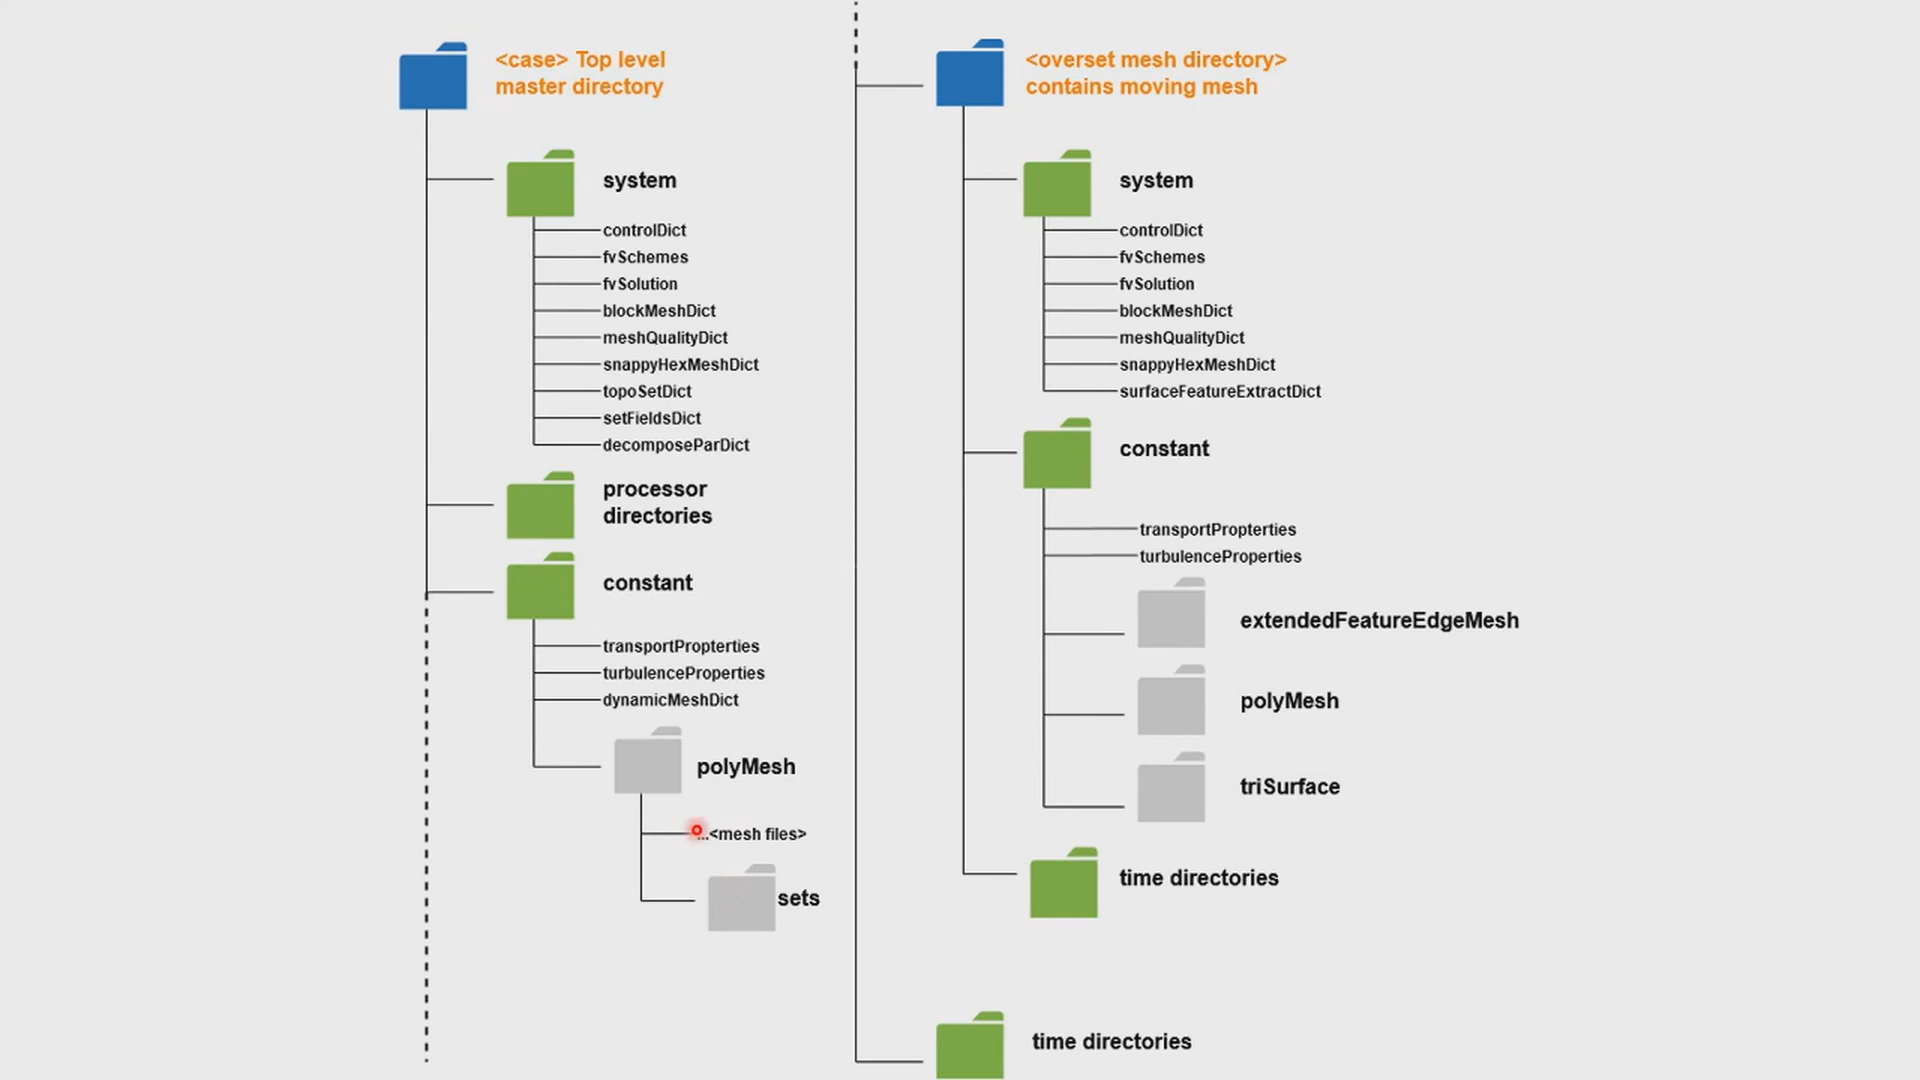 <case> Top level
master directory
system
controlDict
fvSchemes
fvSolution
blockMeshDict
meshQualityDict
snappyHexMeshDict
topoSetDict
setFieldsDict
decomposeParDict
processor
directories
constant
transportPropterties
turbulenceProperties
dynamicMeshDict
polyMesh
...<mesh files>
sets
<overset mesh directory>
contains moving mesh
system
controlDict
fvSchemes
fvSolution
blockMeshDict
meshQualityDict
snappyHexMeshDict
surfaceFeatureExtractDict
constant
transportPropterties
turbulenceProperties
extendedFeatureEdgeMesh
polyMesh
triSurface
time directories
time directories